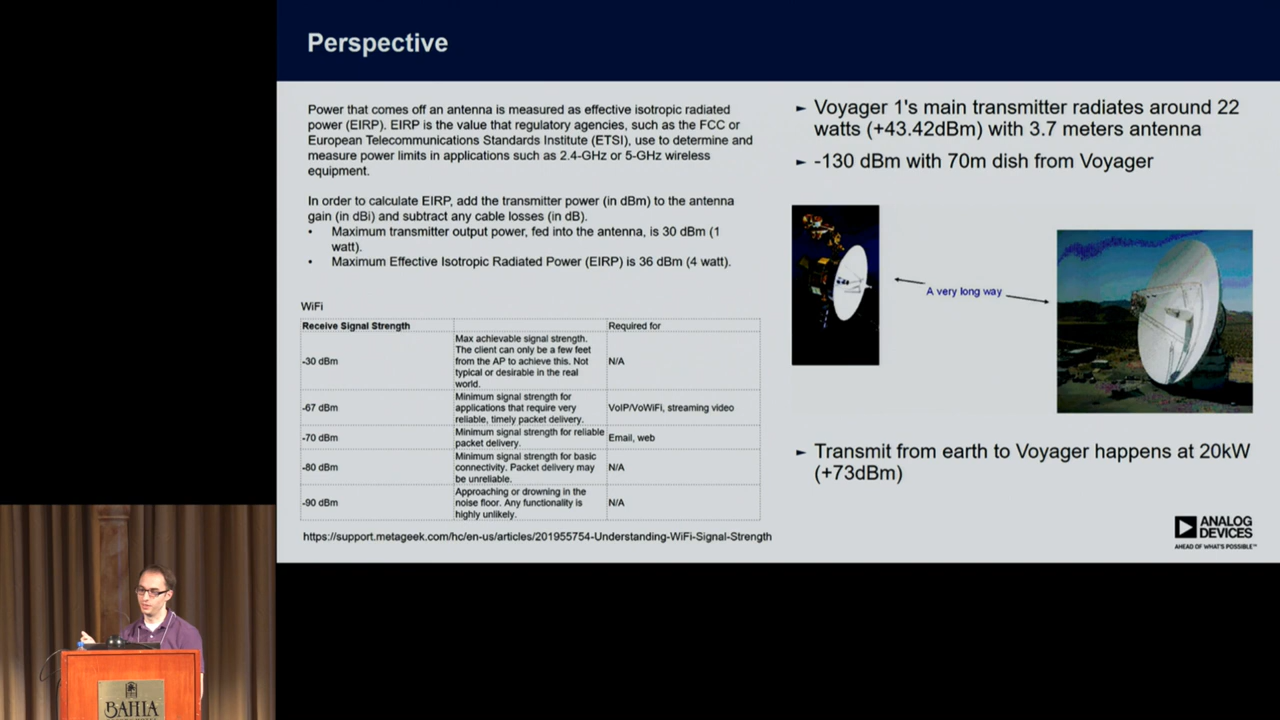 Perspective
Power that comes off an antenna is measured as effective isotropic radiated
power (EIRP). EIRP is the value that regulatory agencies, such as the FCC or
European Telecommunications Standards Institute (ETSI), use to determine and
measure power limits in applications such as 2.4-GHz or 5-GHz wireless
equipment.
In order to calculate EIRP, add the transmitter power (in dBm) to the antenna
gain (in dBi) and subtract any cable losses (in dB).
• Maximum transmitter output power, fed into the antenna, is 30 dBm (1
watt).
• Maximum Effective Isotropic Radiated Power (EIRP) is 36 dBm (4 watt).
WiFi
Receive Signal Strength
Required for
-30 dBm
Max achievable signal strength.
The client can only be a few feet
from the AP to achieve this. Not
typical or desirable in the real
world.
N/A
-67 dBm
Minimum signal strength for
applications that require very
reliable, timely packet delivery.
VoIP/VoWiFi, streaming video
-70 dBm
Minimum signal strength for reliable
packet delivery.
Email, web
-80 dBm
Minimum signal strength for basic
connectivity. Packet delivery may
be unreliable.
N/A
-90 dBm
Approaching or drowning in the
noise floor. Any functionality is
highly unlikely.
N/A
https://support.metageek.com/hc/en-us/articles/201955754-Understanding-WiFi-Signal-Strength
► Voyager 1's main transmitter radiates around 22
watts (+43.42dBm) with 3.7 meters antenna
► -130 dBm with 70m dish from Voyager
A very long way
► Transmit from earth to Voyager happens at 20kW
(+73dBm)
ANALOG
DEVICES
AHEAD OF WHAT'S POSSIBLE™
BAHIA